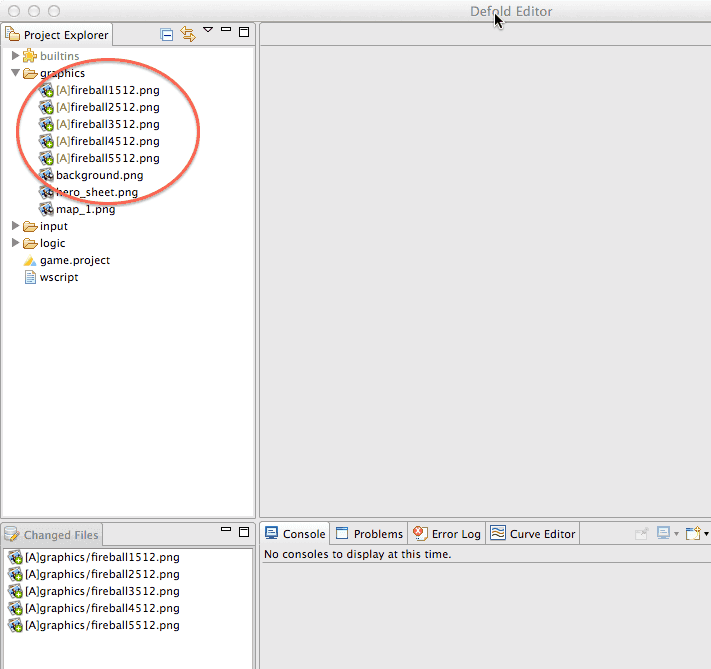 Defold Editor
Project Explorer
builtins
graphics
[A]fireball1512.png
[A]fireball2512.png
[A]fireball3512.png
[A]fireball4512.png
[A]fireball5512.png
background.png
hero_sheet.png
map_1.png
input
logic
game.project
wscript
Changed Files
[A]graphics/fireball1512.png
[A]graphics/fireball2512.png
[A]graphics/fireball3512.png
[A]graphics/fireball4512.png
[A]graphics/fireball5512.png
Console Problems Error Log Curve Editor
No consoles to display at this time.